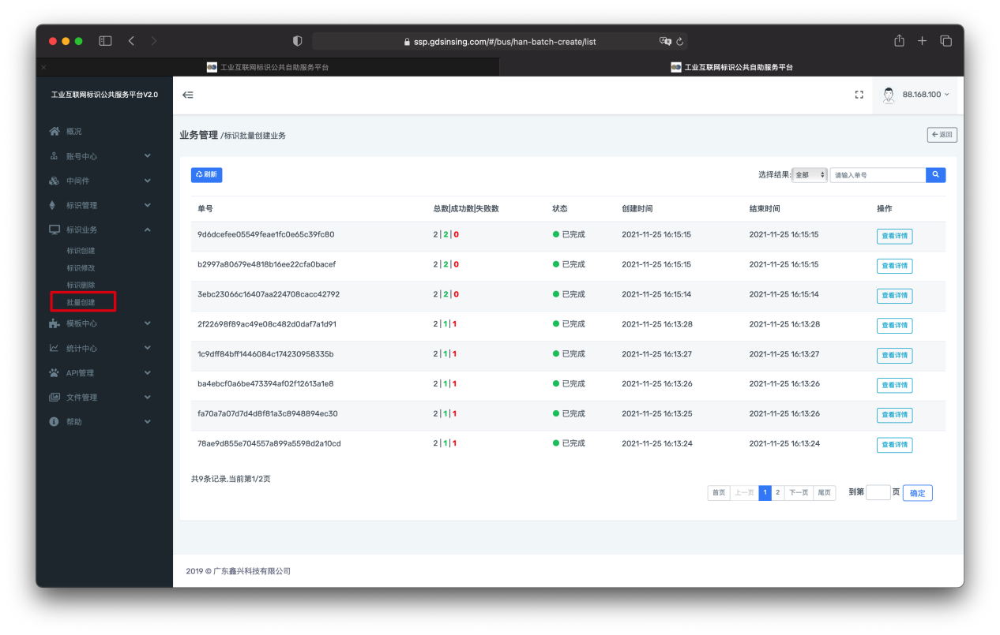 ssp.gdsinsing.com/#/bus/han-batch-create/list
工业互联网标识公共自助服务平台
工业互联网标识公共自助服务平台
工业互联网标识公共服务平台V2.0
88.168.100
概况
账号中心
中间件
标识管理
标识业务
标识创建
标识修改
标识删除
批量创建
模板中心
统计中心
API管理
文件管理
帮助
业务管理 /标识批量创建业务
返回
刷新
选择结果: 全部 请输入单号
单号 总数|成功数|失败数 状态 创建时间 结束时间 操作
9d6dcefee05549feae1fc0e65c39fc80 2|2|0 已完成 2021-11-25 16:15:15 2021-11-25 16:15:15 查看详情
b2997a80679e4818b16ee22cfa0bacef 2|2|0 已完成 2021-11-25 16:15:15 2021-11-25 16:15:15 查看详情
3ebc23066c16407aa224708cacc42792 2|2|0 已完成 2021-11-25 16:15:14 2021-11-25 16:15:14 查看详情
2f22698f89ac49e08c482d0daf7a1d91 2|1|1 已完成 2021-11-25 16:13:28 2021-11-25 16:13:28 查看详情
1c9dff84bff1446084c174230958335b 2|1|1 已完成 2021-11-25 16:13:27 2021-11-25 16:13:27 查看详情
ba4ebcf0a6be473394af02f12613a1e8 2|1|1 已完成 2021-11-25 16:13:26 2021-11-25 16:13:26 查看详情
fa70a7a07d7d4d8f81a3c8948894ec30 2|1|1 已完成 2021-11-25 16:13:25 2021-11-25 16:13:26 查看详情
78ae9d855e704557a899a5598d2a10cd 2|1|1 已完成 2021-11-25 16:13:24 2021-11-25 16:13:24 查看详情
共9条记录,当前第1/2页
首页 上一页 1 2 下一页 尾页 到第 页 确定
2019 © 广东鑫兴科技有限公司